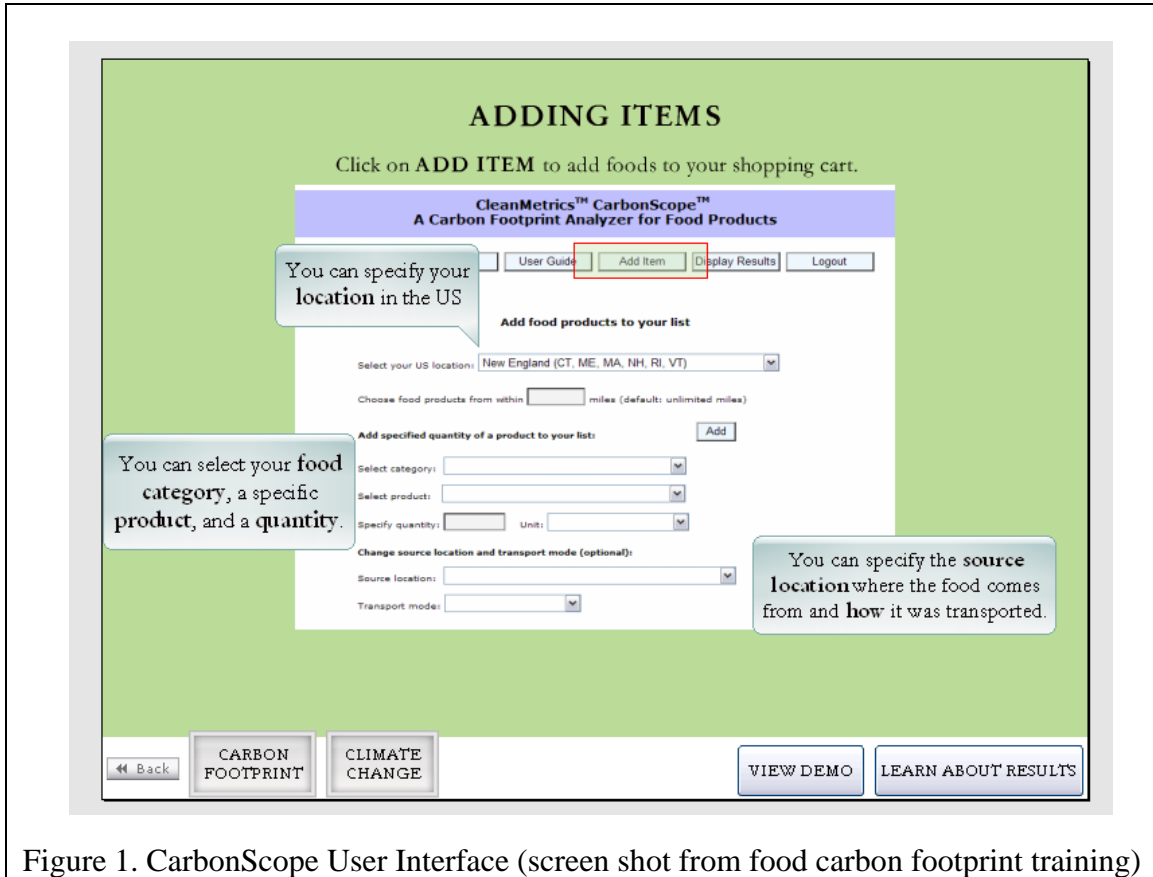 ADDING ITEMS
Click on ADD ITEM to add foods to your shopping cart.
CleanMetrics™ CarbonScope™
A Carbon Footprint Analyzer for Food Products
User Guide
Add Item
Display Results
Logout
You can specify your
location in the US
Add food products to your list
Select your US location: New England (CT, ME, MA, NH, RI, VT)
Choose food products from within miles (default: unlimited miles)
Add specified quantity of a product to your list:
Add
You can select your food
category, a specific
product, and a quantity.
Select category:
Select product:
Specify quantity: Unit:
Change source location and transport mode (optional):
Source location:
Transport mode:
You can specify the source
location where the food comes
from and how it was transported.
Back
CARBON
FOOTPRINT
CLIMATE
CHANGE
VIEW DEMO
LEARN ABOUT RESULTS
Figure 1. CarbonScope User Interface (screen shot from food carbon footprint training)